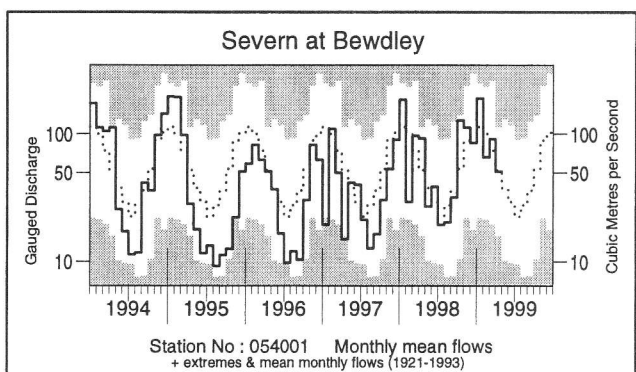 Severn at Bewdley
Gauged Discharge
100
50
10
100
50
10
Cubic Metres per Second
1994 1995 1996 1997 1998 1999
Station No : 054001 Monthly mean flows
+ extremes & mean monthly flows (1921-1993)